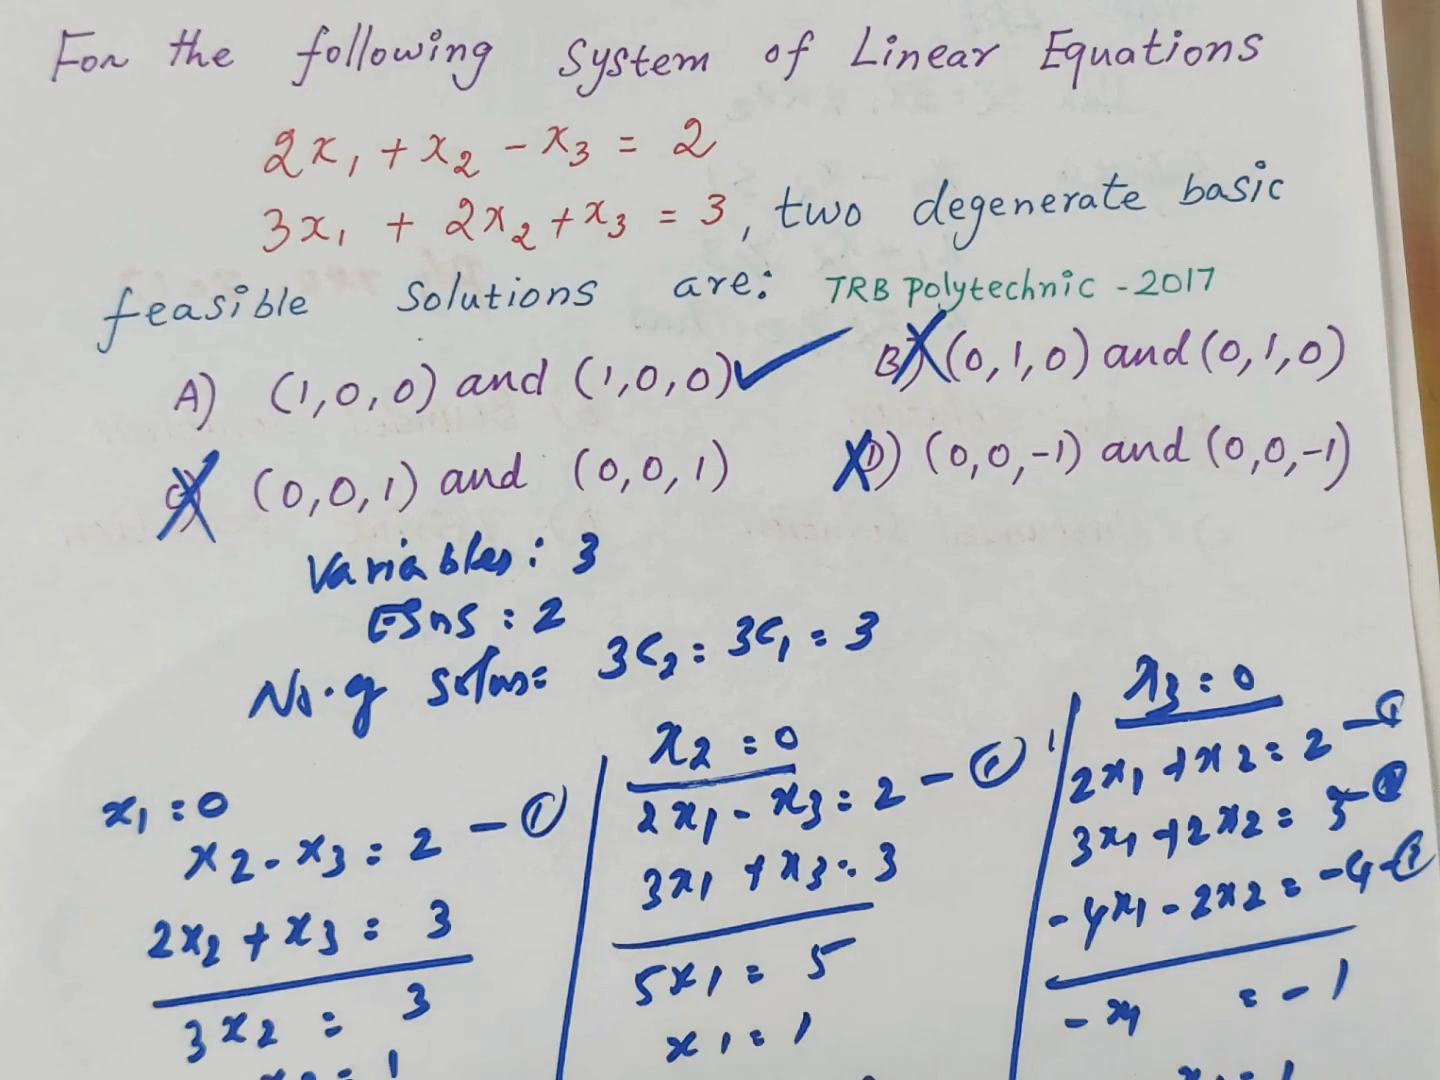 For the following System of Linear Equations
2x₁ + x₂ - x₃ = 2
3x₁ + 2x₂ + x₃ = 3, two degenerate basic
feasible solutions are: TRB Polytechnic - 2017
A) (1,0,0) and (1,0,0) ✓ B) (0,1,0) and (0,1,0)
C) (0,0,1) and (0,0,1) D) (0,0,-1) and (0,0,-1)
Variables: 3
Eqns: 2
No. of solns = 3C₂ = 3C₁ = 3
x₁ = 0
x₂ - x₃ = 2 - ①
2x₂ + x₃ = 3
3x₂ = 3
x₂ = 0
2x₁ - x₃ = 2 - ①
3x₁ + x₃ = 3
5x₁ = 5
x₁ = 1
x₃ = 0
2x₁ + x₂ = 2 - ①
3x₁ + 2x₂ = 3
-4x₁ - 2x₂ = -4
-x₁ = -1